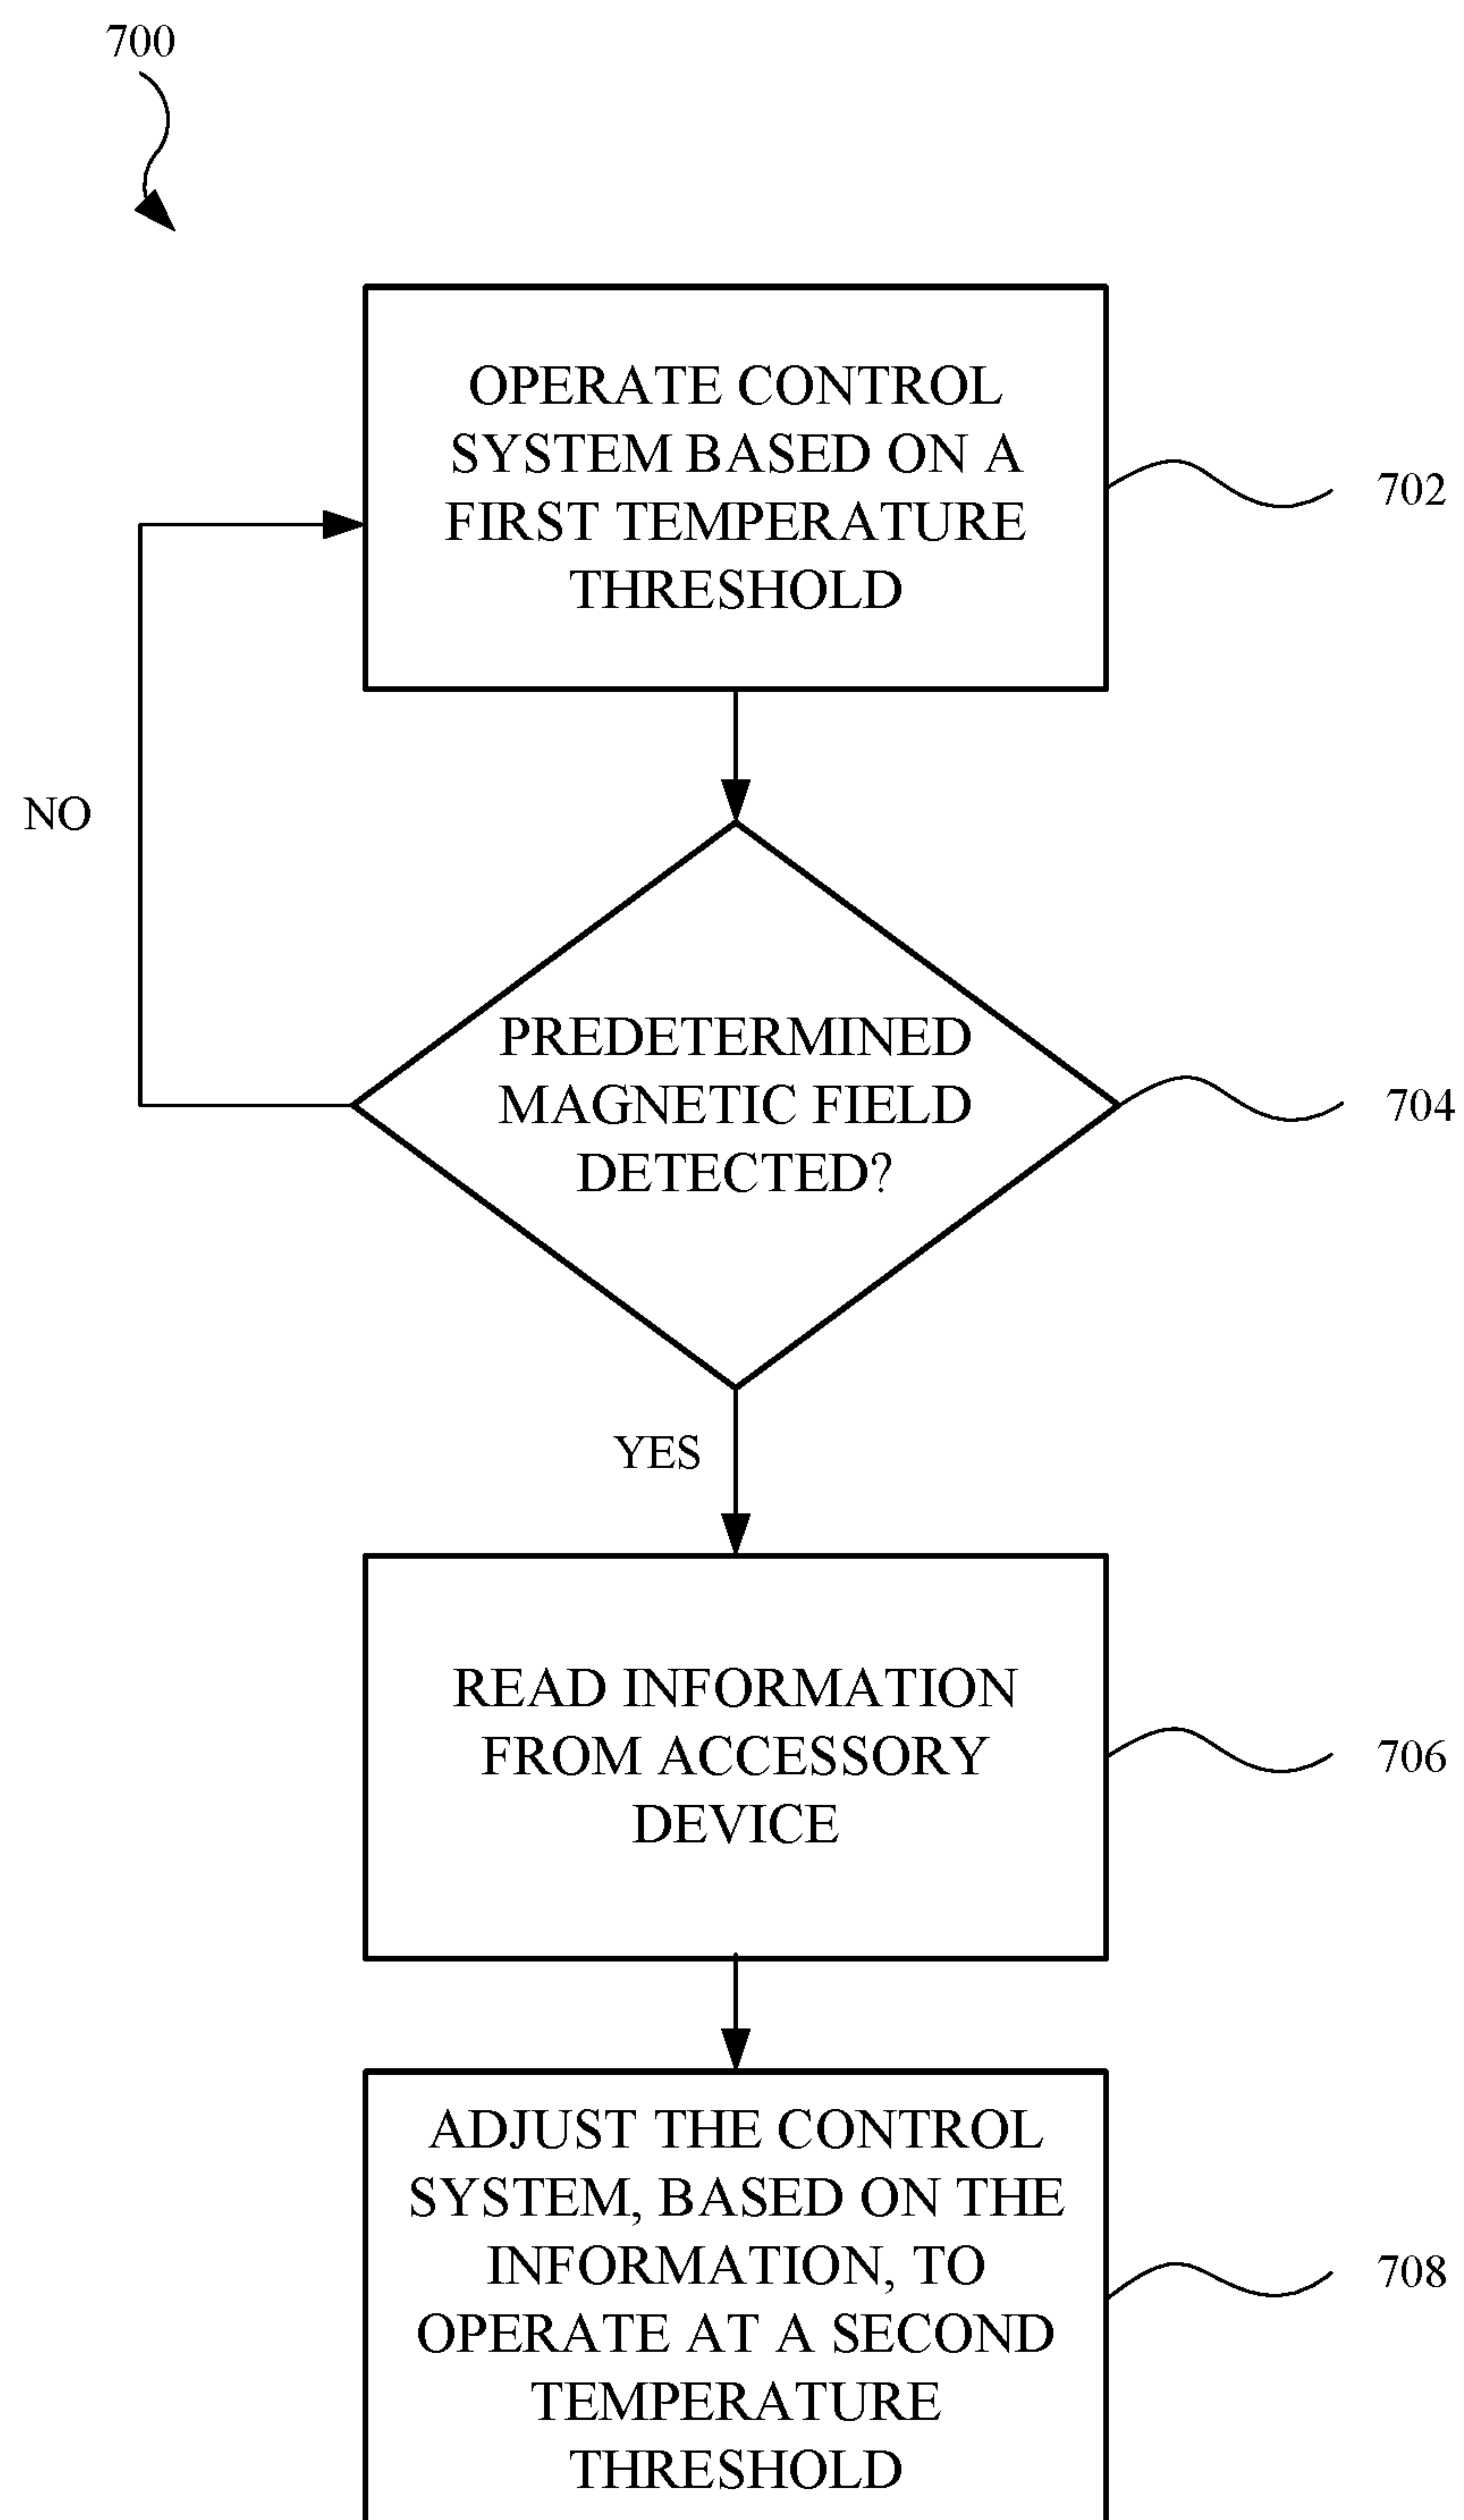 700
OPERATE CONTROL
SYSTEM BASED ON A
FIRST TEMPERATURE
THRESHOLD
702
NO
PREDETERMINED
MAGNETIC FIELD
DETECTED?
704
YES
READ INFORMATION
FROM ACCESSORY
DEVICE
706
ADJUST THE CONTROL
SYSTEM, BASED ON THE
INFORMATION, TO
OPERATE AT A SECOND
TEMPERATURE
THRESHOLD
708